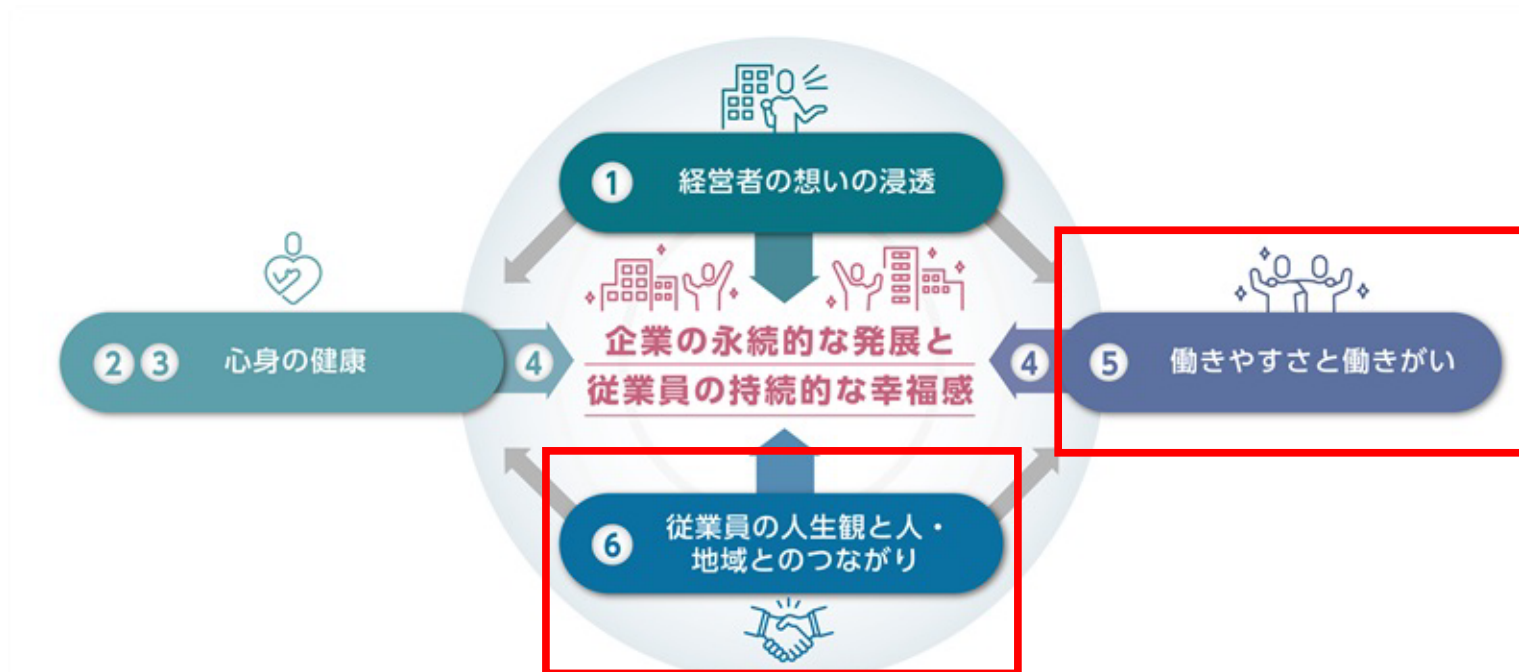 ① 経営者の想いの浸透
②③ 心身の健康 ④
企業の永続的な発展と
従業員の持続的な幸福感
④ ⑤ 働きやすさと働きがい
⑥ 従業員の人生観と人・
地域とのつながり